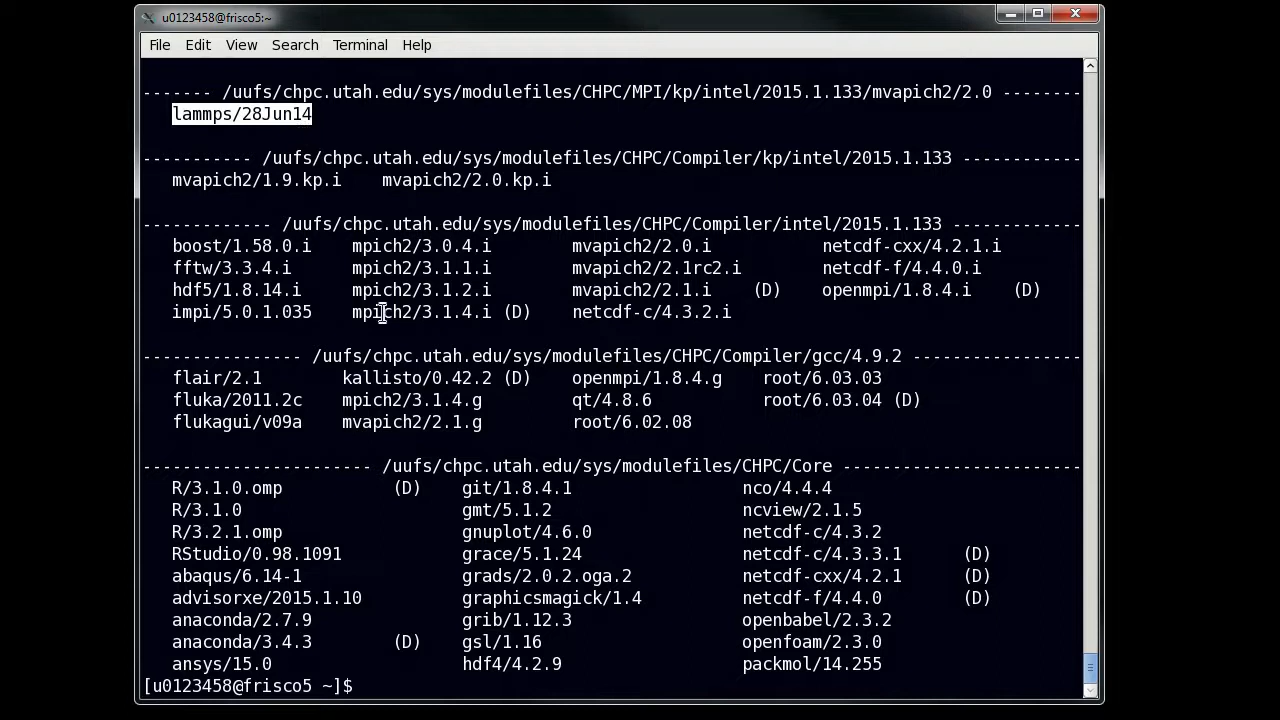 u0123458@frisco5:~
File Edit View Search Terminal Help
------- /uufs/chpc.utah.edu/sys/modulefiles/CHPC/MPI/kp/intel/2015.1.133/mvapich2/2.0 --------
lammps/28Jun14
----------- /uufs/chpc.utah.edu/sys/modulefiles/CHPC/Compiler/kp/intel/2015.1.133 ------------
mvapich2/1.9.kp.i mvapich2/2.0.kp.i
------------- /uufs/chpc.utah.edu/sys/modulefiles/CHPC/Compiler/intel/2015.1.133 --------------
boost/1.58.0.i mpich2/3.0.4.i mvapich2/2.0.i netcdf-cxx/4.2.1.i
fftw/3.3.4.i mpich2/3.1.1.i mvapich2/2.1rc2.i netcdf-f/4.4.0.i
hdf5/1.8.14.i mpich2/3.1.2.i mvapich2/2.1.i (D) openmpi/1.8.4.i (D)
impi/5.0.1.035 mpich2/3.1.4.i (D) netcdf-c/4.3.2.i
---------------- /uufs/chpc.utah.edu/sys/modulefiles/CHPC/Compiler/gcc/4.9.2 -----------------
flair/2.1 kallisto/0.42.2 (D) openmpi/1.8.4.g root/6.03.03
fluka/2011.2c mpich2/3.1.4.g qt/4.8.6 root/6.03.04 (D)
flukagui/v09a mvapich2/2.1.g root/6.02.08
----------------------- /uufs/chpc.utah.edu/sys/modulefiles/CHPC/Core ------------------------
R/3.1.0.omp (D) git/1.8.4.1 nco/4.4.4
R/3.1.0 gmt/5.1.2 ncview/2.1.5
R/3.2.1.omp gnuplot/4.6.0 netcdf-c/4.3.2
RStudio/0.98.1091 grace/5.1.24 netcdf-c/4.3.3.1 (D)
abaqus/6.14-1 grads/2.0.2.oga.2 netcdf-cxx/4.2.1 (D)
advisorxe/2015.1.10 graphicsmagick/1.4 netcdf-f/4.4.0 (D)
anaconda/2.7.9 grib/1.12.3 openbabel/2.3.2
anaconda/3.4.3 (D) gsl/1.16 openfoam/2.3.0
ansys/15.0 hdf4/4.2.9 packmol/14.255
[u0123458@frisco5 ~]$